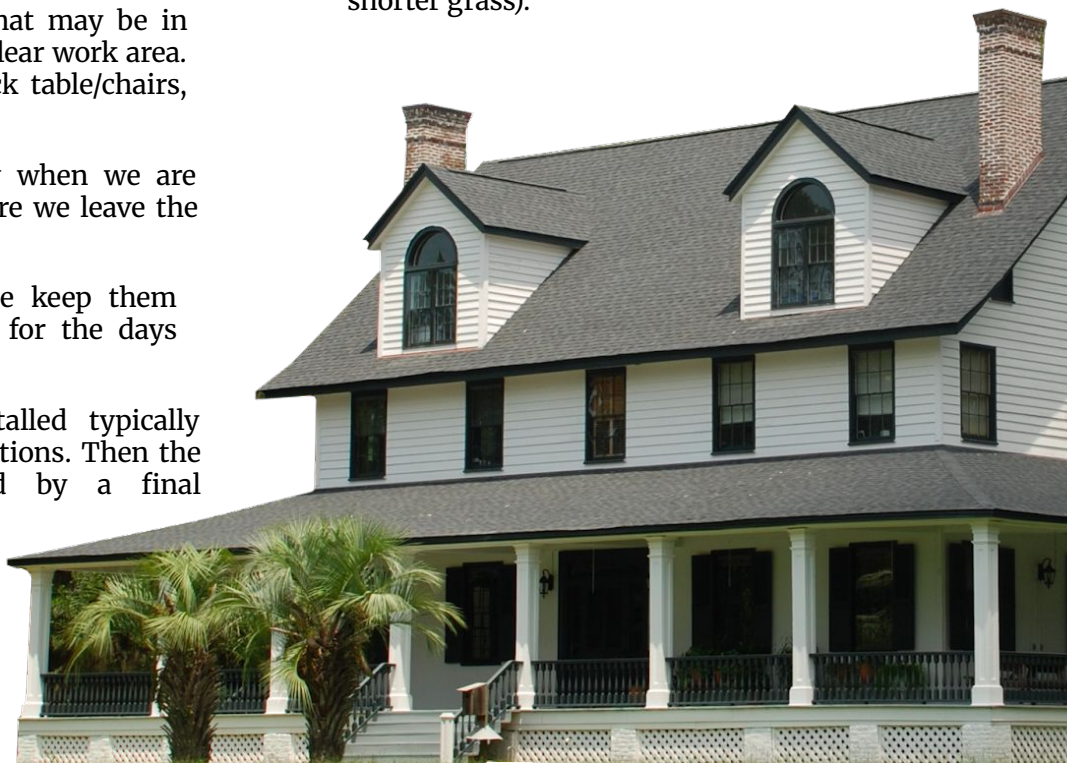 shorter grass).
hat may be in
lear work area.
ck table/chairs,
when we are
re we leave the
e keep them
for the days
talled typically
tions. Then the
d by a final